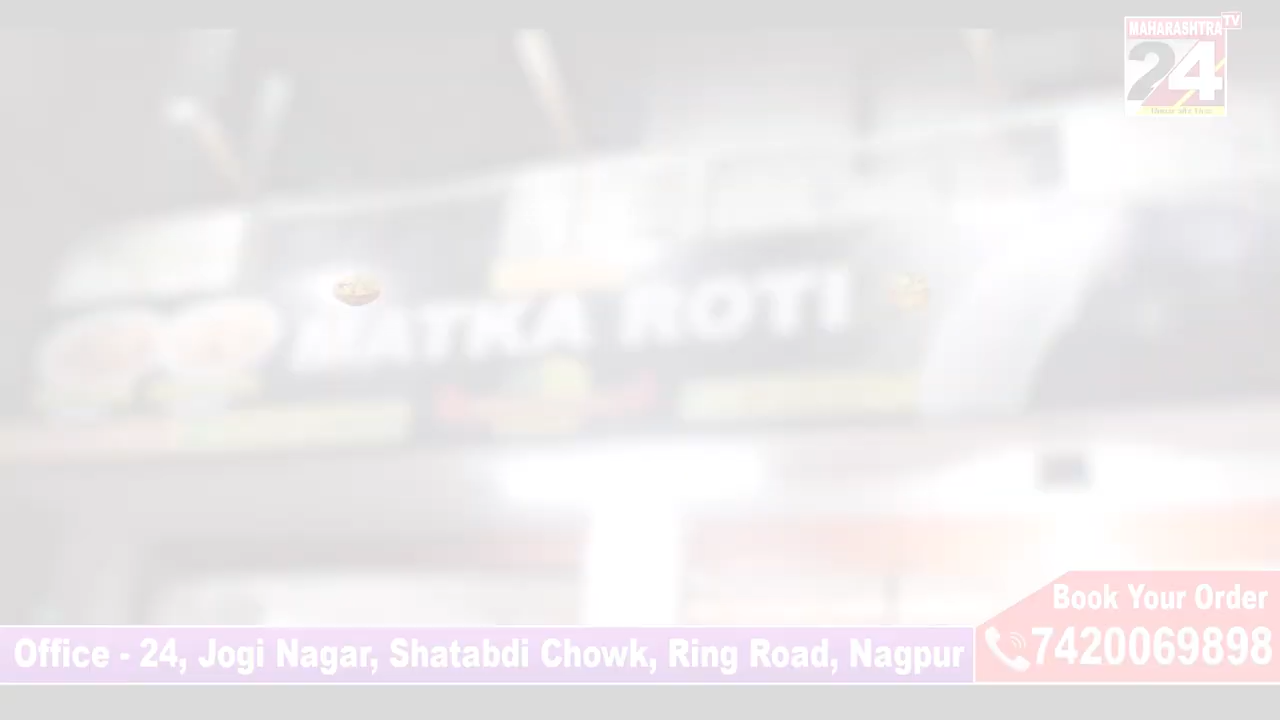 MAHARASHTRA
TV
24
MATKA ROTI
Book Your Order
7420069898
Office - 24, Jogi Nagar, Shatabdi Chowk, Ring Road, Nagpur